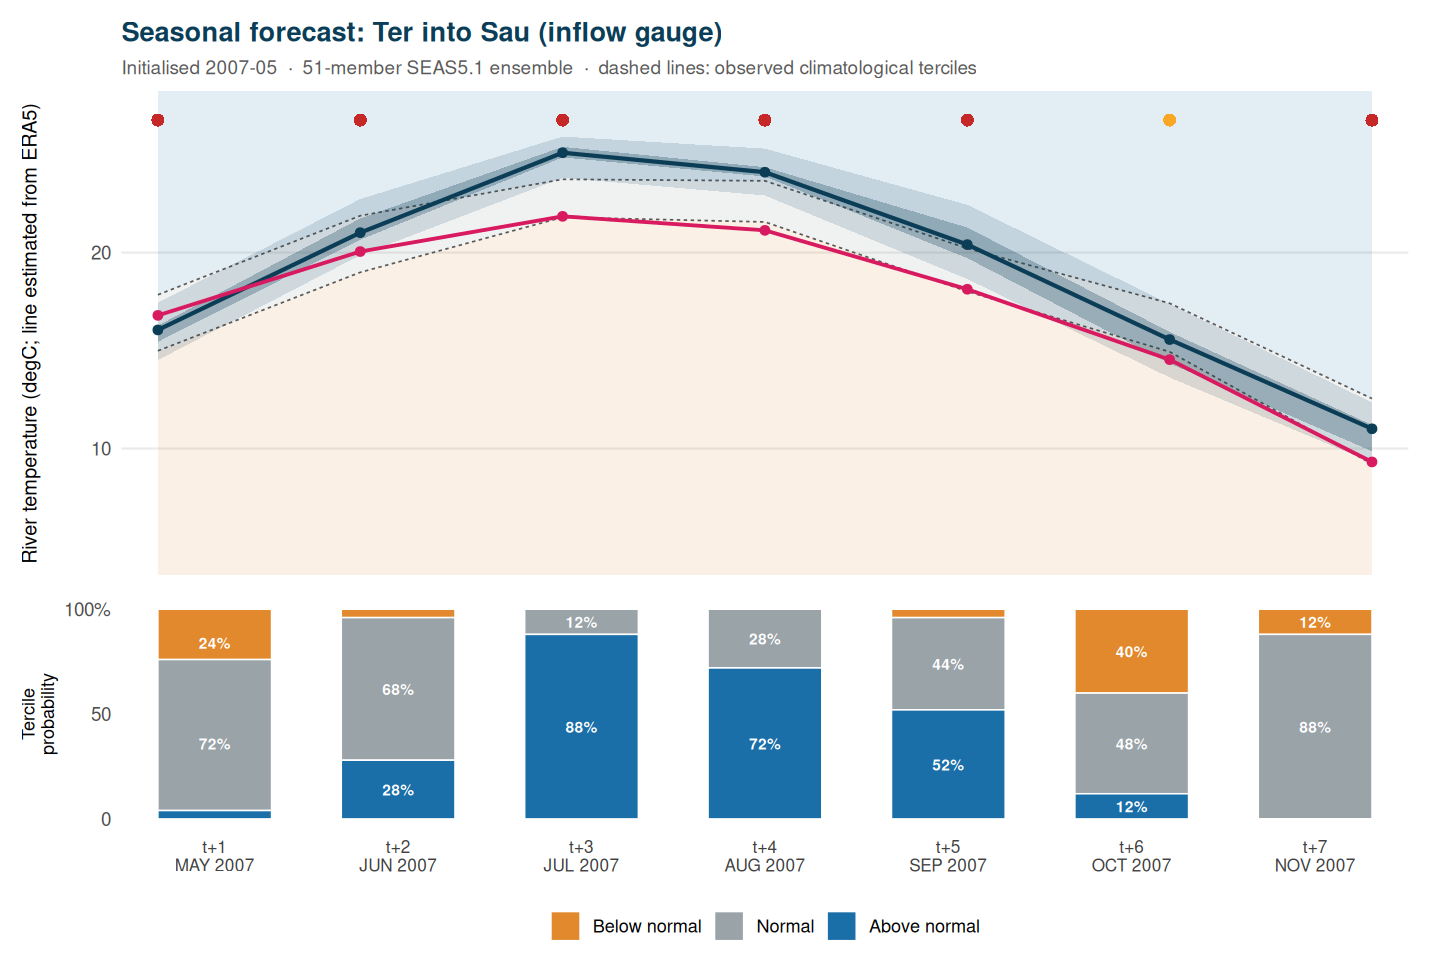 Seasonal forecast: Ter into Sau (inflow gauge)
Initialised 2007-05 · 51-member SEAS5.1 ensemble · dashed lines: observed climatological terciles
River temperature (degC; line estimated from ERA5)
20
10
Tercile
probability
100%
50
0
24%
72%
68%
28%
12%
88%
28%
72%
44%
52%
40%
48%
12%
12%
88%
t+1
MAY 2007
t+2
JUN 2007
t+3
JUL 2007
t+4
AUG 2007
t+5
SEP 2007
t+6
OCT 2007
t+7
NOV 2007
Below normal
Normal
Above normal